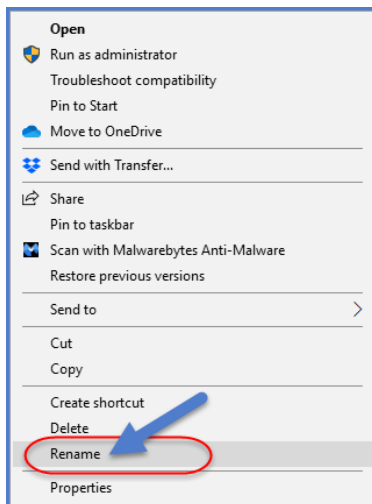 Open
Run as administrator
Troubleshoot compatibility
Pin to Start
Move to OneDrive
Send with Transfer...
Share
Pin to taskbar
Scan with Malwarebytes Anti-Malware
Restore previous versions
Send to
Cut
Copy
Create shortcut
Delete
Rename
Properties